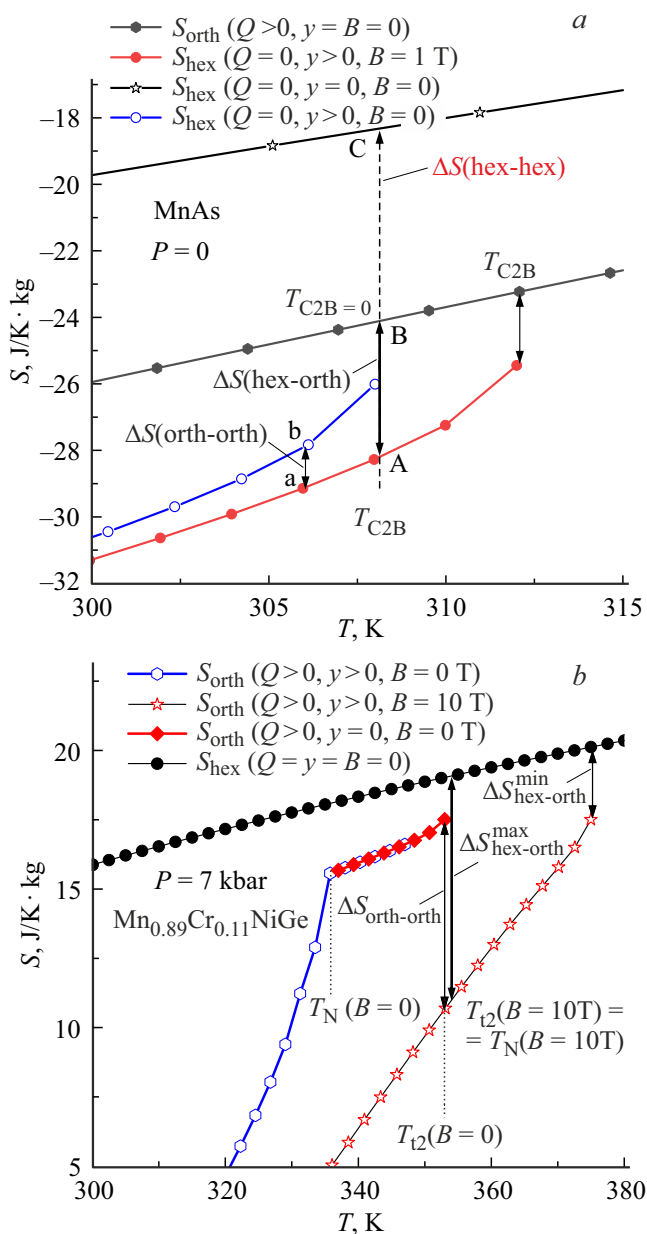 a
S_orth (Q >0, y = B = 0)
S_hex (Q = 0, y > 0, B = 1 T)
S_hex (Q = 0, y = 0, B = 0)
S_hex (Q = 0, y > 0, B = 0)
–18
C
ΔS(hex-hex)
–20
MnAs
P = 0
–22
T_C2B
T_C2B = 0
–24
B
ΔS(hex-orth)
–26
ΔS(orth-orth)
b
–28
a
A
T_C2B
–30
–32
S, J/K · kg
300 305 310 315
T, K
b
S_orth (Q > 0, y > 0, B = 0 T)
S_orth (Q > 0, y > 0, B = 10 T)
S_orth (Q > 0, y = 0, B = 0 T)
S_hex (Q = y = B = 0)
20
ΔS^min_hex-orth
ΔS^max_hex-orth
15
P = 7 kbar
ΔS_orth-orth
Mn_0.89Cr_0.11NiGe
T_N (B = 0)
T_t2(B = 10T) =
= T_N(B = 10T)
10
T_t2(B = 0)
5
S, J/K · kg
300 320 340 360 380
T, K